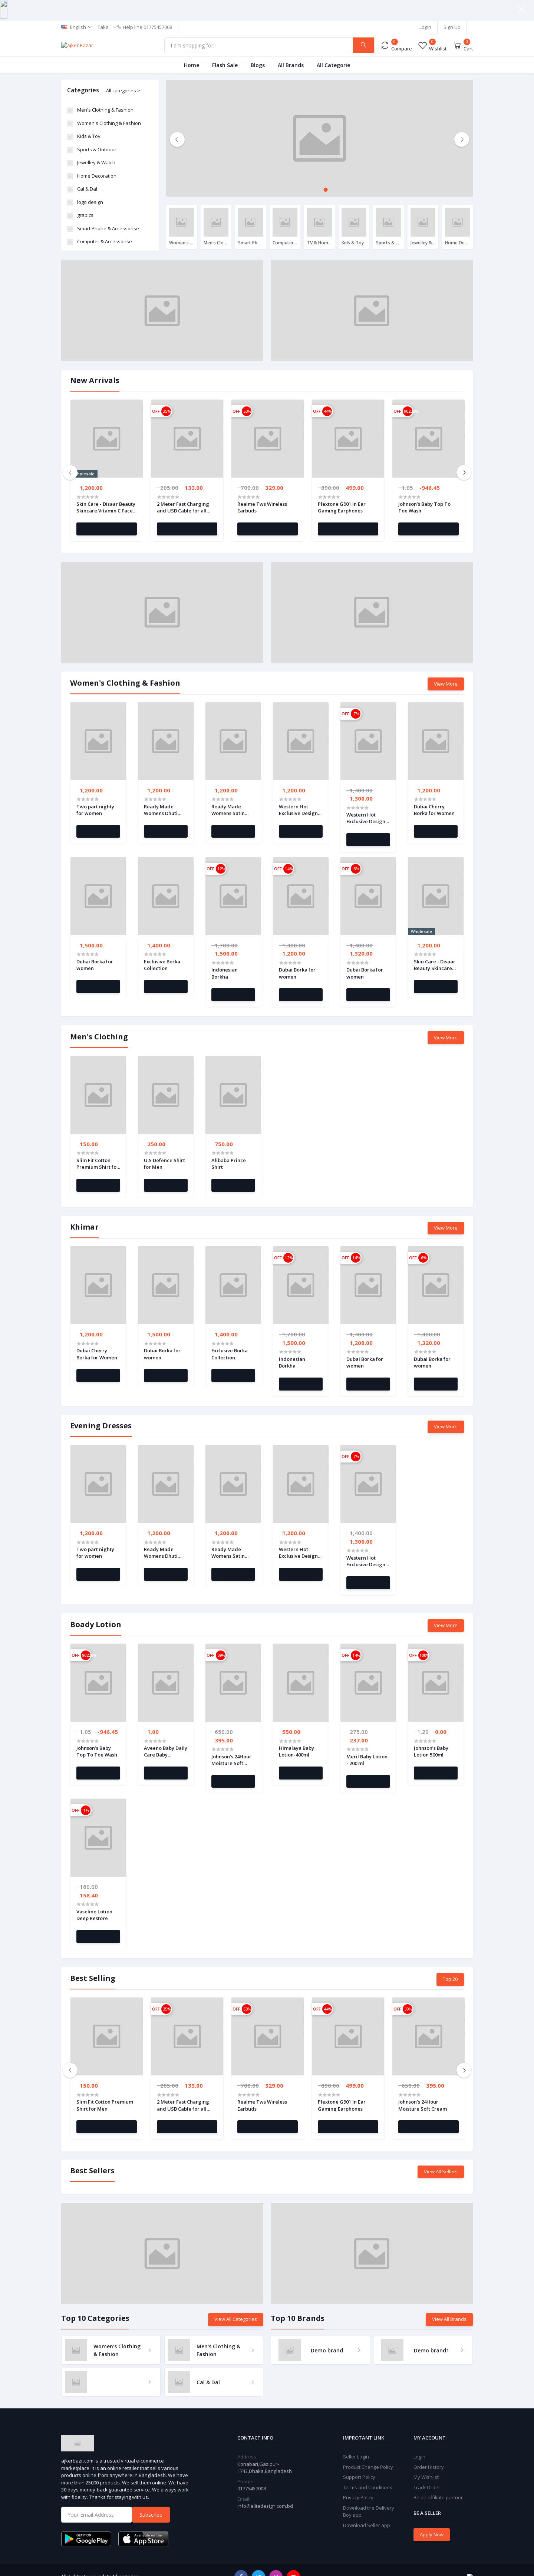 English Taka Help line 01775457008 Login Sign Up
Ajker Bazar I am shopping for... 0 Compare 0 Wishlist 0 Cart
Home Flash Sale Blogs All Brands All Categorie
Categories All categories >
Men's Clothing & Fashion
Women's Clothing & Fashion
Kids & Toy
Sports & Outdoor
Jewelley & Watch
Home Decoration
Cal & Dal
logo design
grapics
Smart Phone & Accessorise
Computer & Accessorise
Women's ... Men's Clo... Smart Ph... Computer... TV & Hom... Kids & Toy Sports & ... Jewelley &... Home De...
New Arrivals
1,200.00 205.00 133.00 700.00 329.00 890.00 499.00 1.05 -946.45
Skin Care - Disaar Beauty Skincare Vitamin C Face...
2 Meter Fast Charging and USB Cable for all...
Realme Tws Wireless Earbuds
Plextone G901 In Ear Gaming Earphones
Johnson's Baby Top To Toe Wash
Women's Clothing & Fashion View More
1,200.00 Two part nighty for women
1,200.00 Ready Made Womens Dhuti...
1,200.00 Ready Made Womens Satin...
1,200.00 Western Hot Exclusive Design...
OFF 7% 1,400.00 1,300.00 Western Hot Exclusive Design...
1,200.00 Dubai Cherry Borka for Women
1,500.00 Dubai Borka for women
1,400.00 Exclusive Borka Collection
OFF 12% 1,700.00 1,500.00 Indonesian Borkha
OFF 14% 1,400.00 1,200.00 Dubai Borka for women
OFF 6% 1,400.00 1,320.00 Dubai Borka for women
Wholesale 1,200.00 Skin Care - Disaar Beauty Skincare...
Men's Clothing View More
150.00 Slim Fit Cotton Premium Shirt fo...
250.00 U.S Defence Shirt for Men
750.00 Alibaba Prince Shirt
Khimar View More
1,200.00 Dubai Cherry Borka for Women
1,500.00 Dubai Borka for women
1,400.00 Exclusive Borka Collection
OFF 12% 1,700.00 1,500.00 Indonesian Borkha
OFF 14% 1,400.00 1,200.00 Dubai Borka for women
OFF 6% 1,400.00 1,320.00 Dubai Borka for women
Evening Dresses View More
1,200.00 Two part nighty for women
1,200.00 Ready Made Womens Dhuti...
1,200.00 Ready Made Womens Satin...
1,200.00 Western Hot Exclusive Design...
OFF 7% 1,400.00 1,300.00 Western Hot Exclusive Design...
Boady Lotion View More
1.05 -946.45 Johnson's Baby Top To Toe Wash
1.00 Aveeno Baby Daily Care Baby...
OFF 39% 650.00 395.00 Johnson's 24Hour Moisture Soft...
550.00 Himalaya Baby Lotion-400ml
OFF 14% 275.00 237.00 Meril Baby Lotion - 200 ml
OFF 100% 1.29 0.00 Johnson's Baby Lotion 500ml
OFF 1% 160.00 158.40 Vaseline Lotion Deep Restore
Best Selling Top 20
150.00 Slim Fit Cotton Premium Shirt for Men
OFF 35% 205.00 133.00 2 Meter Fast Charging and USB Cable for all...
OFF 53% 700.00 329.00 Realme Tws Wireless Earbuds
OFF 44% 890.00 499.00 Plextone G901 In Ear Gaming Earphones
OFF 39% 650.00 395.00 Johnson's 24Hour Moisture Soft Cream
Best Sellers View All Sellers
Top 10 Categories View All Categories
Top 10 Brands View All Brands
Women's Clothing & Fashion
Men's Clothing & Fashion
Demo brand
Demo brand1
Cal & Dal
ajkerbazr.com is a trusted virtual e-commerce
marketplace. It is an online retailer that sells various
products online from anywhere in Bangladesh. We have
more than 25000 products. We sell them online. We have
30 days money-back guarantee service. We always work
with fidelity. Thanks for staying with us.
Your Email Address Subscribe
GET IT ON Google Play
Available on the App Store
CONTACT INFO
Address:
Konabari,Gazipur-
1743,Dhaka,Bangladesh
Phone:
01775457008
Email:
info@elitedesign.com.bd
IMPROTANT LINK
Seller Login
Product Change Policy
Support Policy
Terms and Conditions
Privacy Policy
Download the Delivery
Boy app
Download Seller app
MY ACCOUNT
Login
Order History
My Wishlist
Track Order
Be an affiliate partner
BE A SELLER
Apply Now